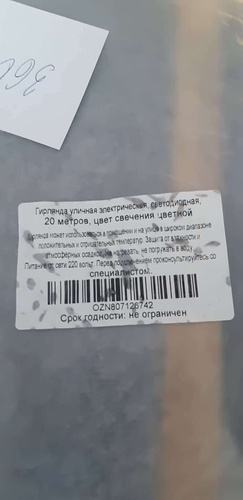 360
Гирлянда уличная электрическая, светодиодная,
20 метров, цвет свечения цветной
Гирлянда может использоваться в помещении и на улице в широком диапазоне
положительных и отрицательных температур. Защита от влажности и
атмосферных осадков, не разрезать, не погружать в воду.
Питание от сети 220 вольт. Перед подключением проконсультируйтесь со
специалистом.
OZN807126742
Срок годности: не ограничен